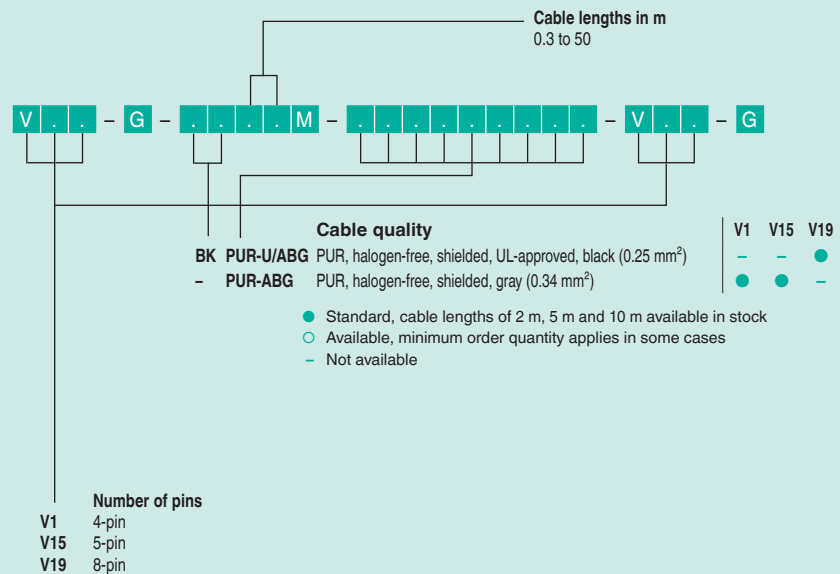 Cable lengths in m
0.3 to 50
V . . – G – . . . . M – . . . . . . . . . – V . . – G
Cable quality V1 V15 V19
BK PUR-U/ABG PUR, halogen-free, shielded, UL-approved, black (0.25 mm²) – – ●
– PUR-ABG PUR, halogen-free, shielded, gray (0.34 mm²) ● ● –
● Standard, cable lengths of 2 m, 5 m and 10 m available in stock
○ Available, minimum order quantity applies in some cases
– Not available
Number of pins
V1 4-pin
V15 5-pin
V19 8-pin